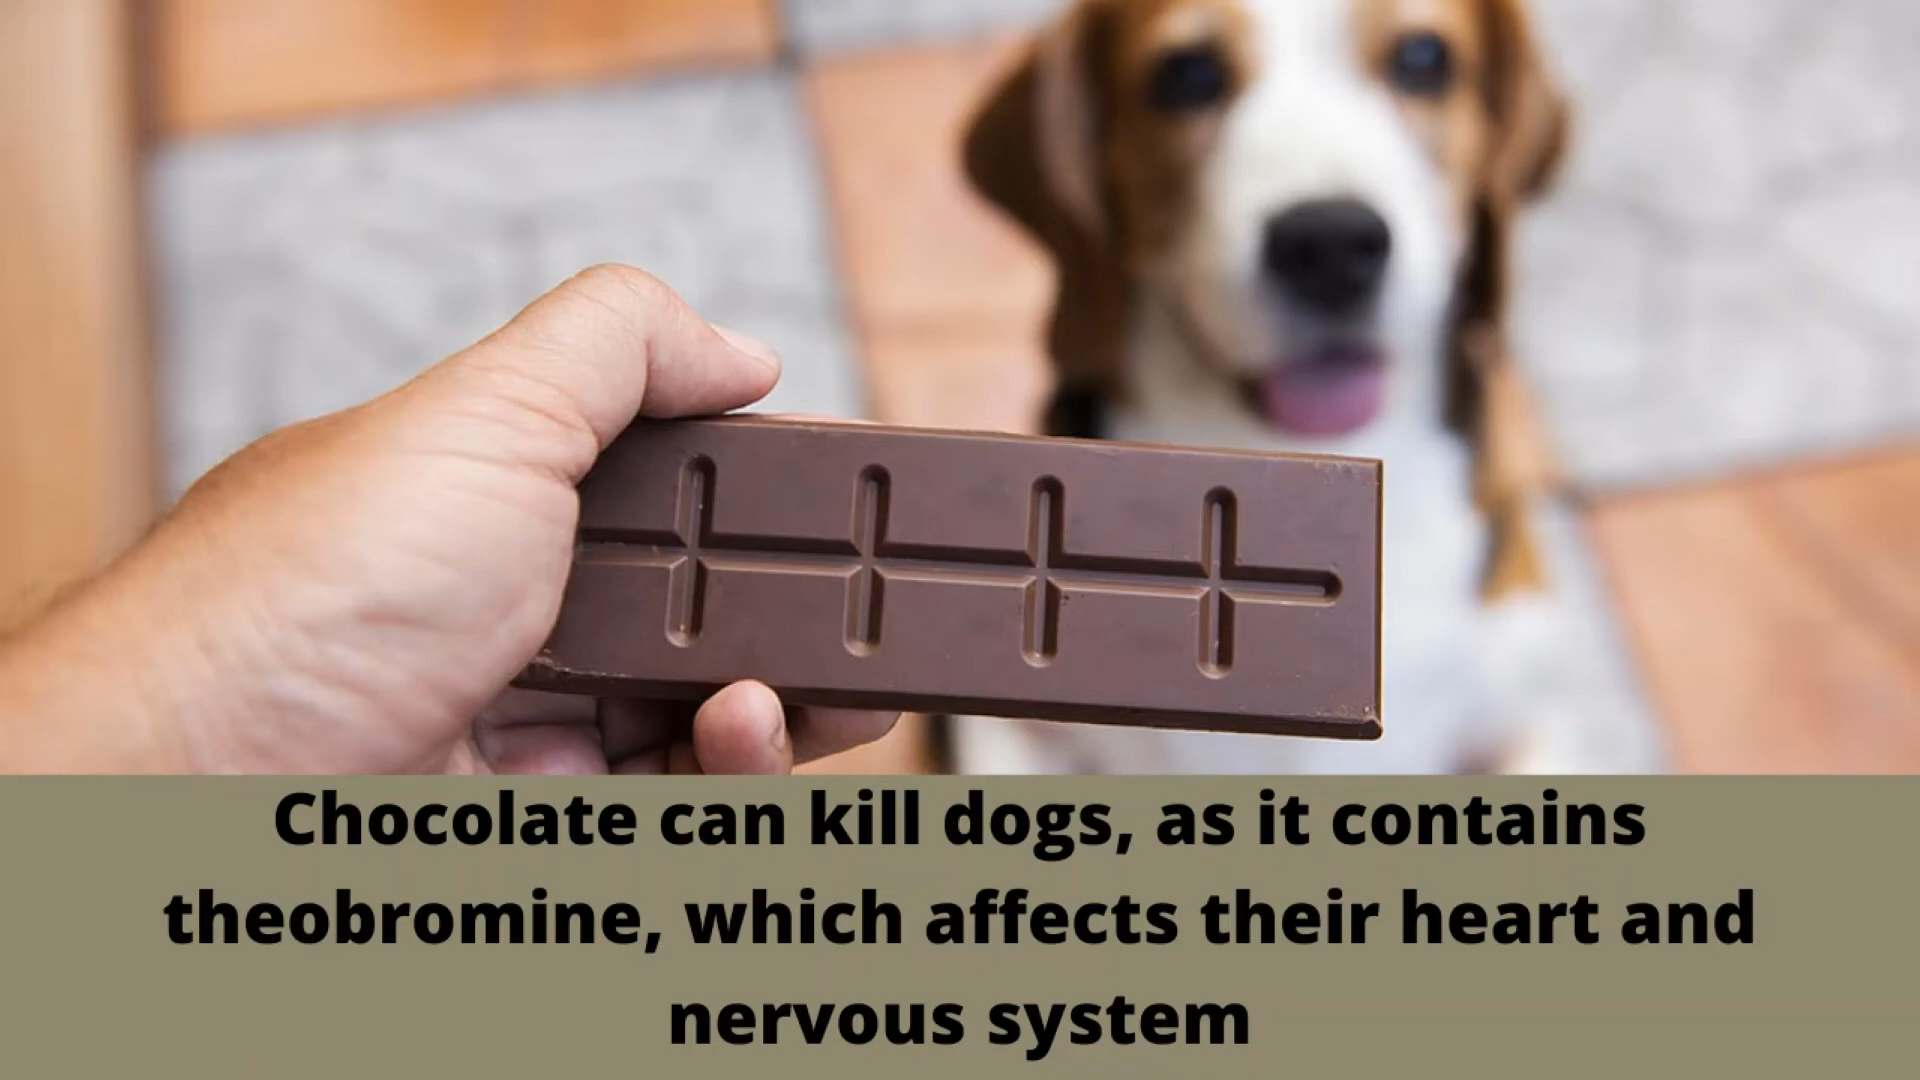 Chocolate can kill dogs, as it contains
theobromine, which affects their heart and
nervous system